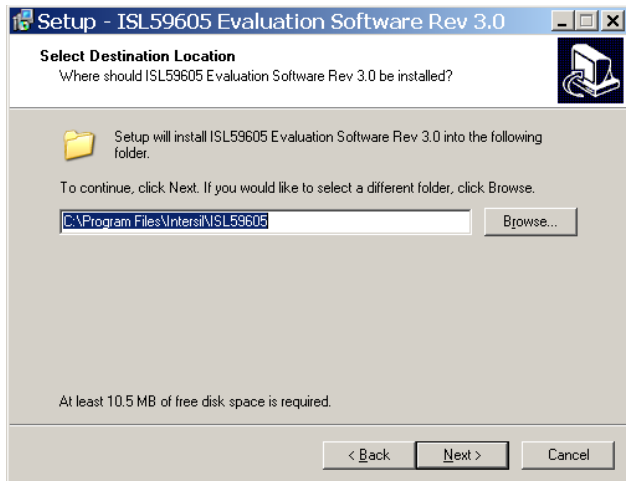 Setup - ISL59605 Evaluation Software Rev 3.0
Select Destination Location
Where should ISL59605 Evaluation Software Rev 3.0 be installed?
Setup will install ISL59605 Evaluation Software Rev 3.0 into the following
folder.
To continue, click Next. If you would like to select a different folder, click Browse.
C:\Program Files\Intersil\ISL59605
Browse...
At least 10.5 MB of free disk space is required.
< Back
Next >
Cancel